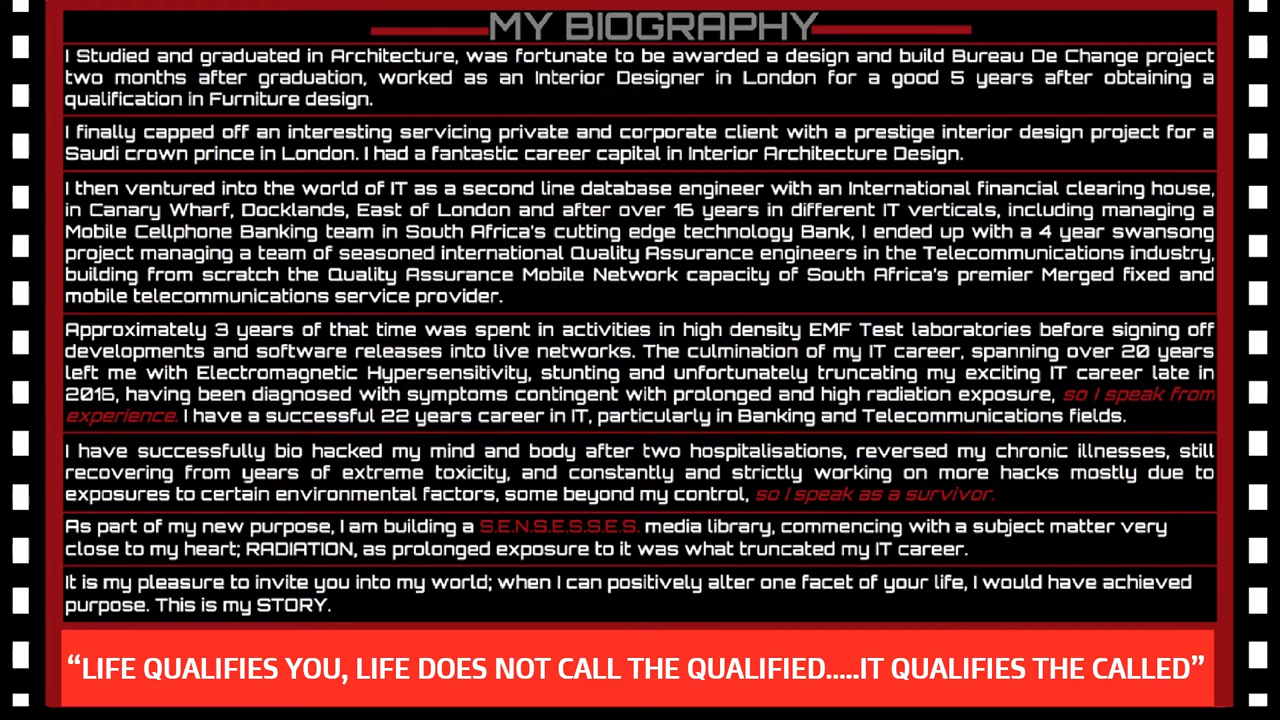 MY BIOGRAPHY
I Studied and graduated in Architecture, was fortunate to be awarded a design and build Bureau De Change project
two months after graduation, worked as an Interior Designer in London for a good 5 years after obtaining a
qualification in Furniture design.
I finally capped off an interesting servicing private and corporate client with a prestige interior design project for a
Saudi crown prince in London. I had a fantastic career capital in Interior Architecture Design.
I then ventured into the world of IT as a second line database engineer with an International financial clearing house,
in Canary Wharf, Docklands, East of London and after over 16 years in different IT verticals, including managing a
Mobile Cellphone Banking team in South Africa's cutting edge technology Bank, I ended up with a 4 year swansong
project managing a team of seasoned international Quality Assurance engineers in the Telecommunications industry,
building from scratch the Quality Assurance Mobile Network capacity of South Africa's premier Merged fixed and
mobile telecommunications service provider.
Approximately 3 years of that time was spent in activities in high density EMF Test laboratories before signing off
developments and software releases into live networks. The culmination of my IT career, spanning over 20 years
left me with Electromagnetic Hypersensitivity, stunting and unfortunately truncating my exciting IT career late in
2016, having been diagnosed with symptoms contingent with prolonged and high radiation exposure, so I speak from
experience. I have a successful 22 years career in IT, particularly in Banking and Telecommunications fields.
I have successfully bio hacked my mind and body after two hospitalisations, reversed my chronic illnesses, still
recovering from years of extreme toxicity, and constantly and strictly working on more hacks mostly due to
exposures to certain environmental factors, some beyond my control, so I speak as a survivor.
As part of my new purpose, I am building a S.E.N.S.E.S.S.E.S. media library, commencing with a subject matter very
close to my heart; RADIATION, as prolonged exposure to it was what truncated my IT career.
It is my pleasure to invite you into my world; when I can positively alter one facet of your life, I would have achieved
purpose. This is my STORY.
“LIFE QUALIFIES YOU, LIFE DOES NOT CALL THE QUALIFIED.....IT QUALIFIES THE CALLED”